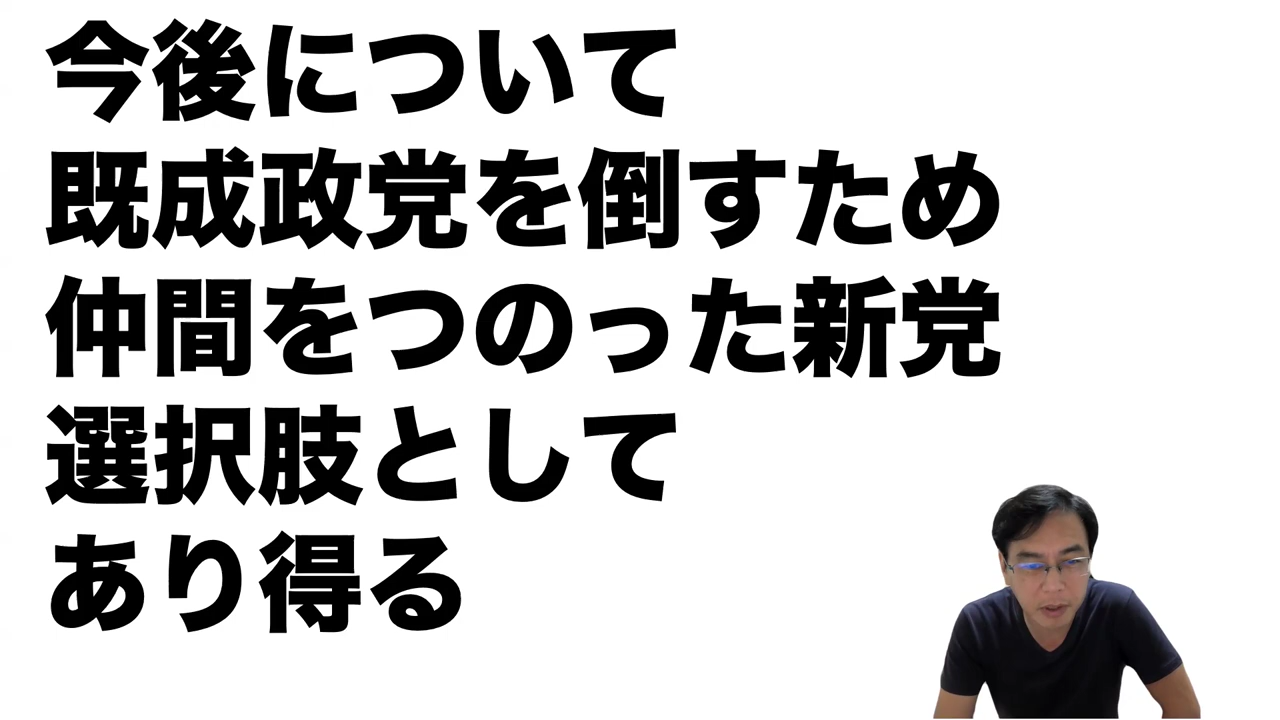 今後について
既成政党を倒すため
仲間をつのった新党
選択肢として
あり得る